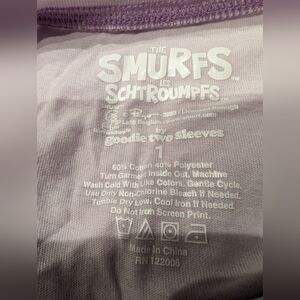 THE
SMURFS
LES
SCHTROUMPFS
by
goodie two sleeves
1
60% Cotton 40% Polyester
Turn Garment Inside Out, Machine
Wash Cold With Like Colors. Gentle Cycle.
Use Only Non-Chlorine Bleach If Needed.
Tumble Dry Low. Cool Iron If Needed.
Do Not Iron Screen Print.
Made In China
RN 122006